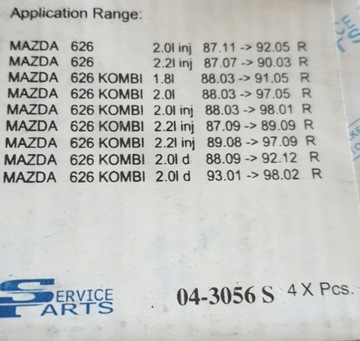 Application Range:
MAZDA 626 2.0l inj 87.11 -> 92.05 R
MAZDA 626 2.2l inj 87.07 -> 90.03 R
MAZDA 626 KOMBI 1.8l 88.03 -> 91.05 R
MAZDA 626 KOMBI 2.0l 88.03 -> 97.05 R
MAZDA 626 KOMBI 2.0l inj 88.03 -> 98.01 R
MAZDA 626 KOMBI 2.2l inj 87.09 -> 89.09 R
MAZDA 626 KOMBI 2.2l inj 89.08 -> 97.09 R
MAZDA 626 KOMBI 2.0l d 88.09 -> 92.12 R
MAZDA 626 KOMBI 2.0l d 93.01 -> 98.02 R
SERVICE PARTS
04-3056 S 4 X Pcs.